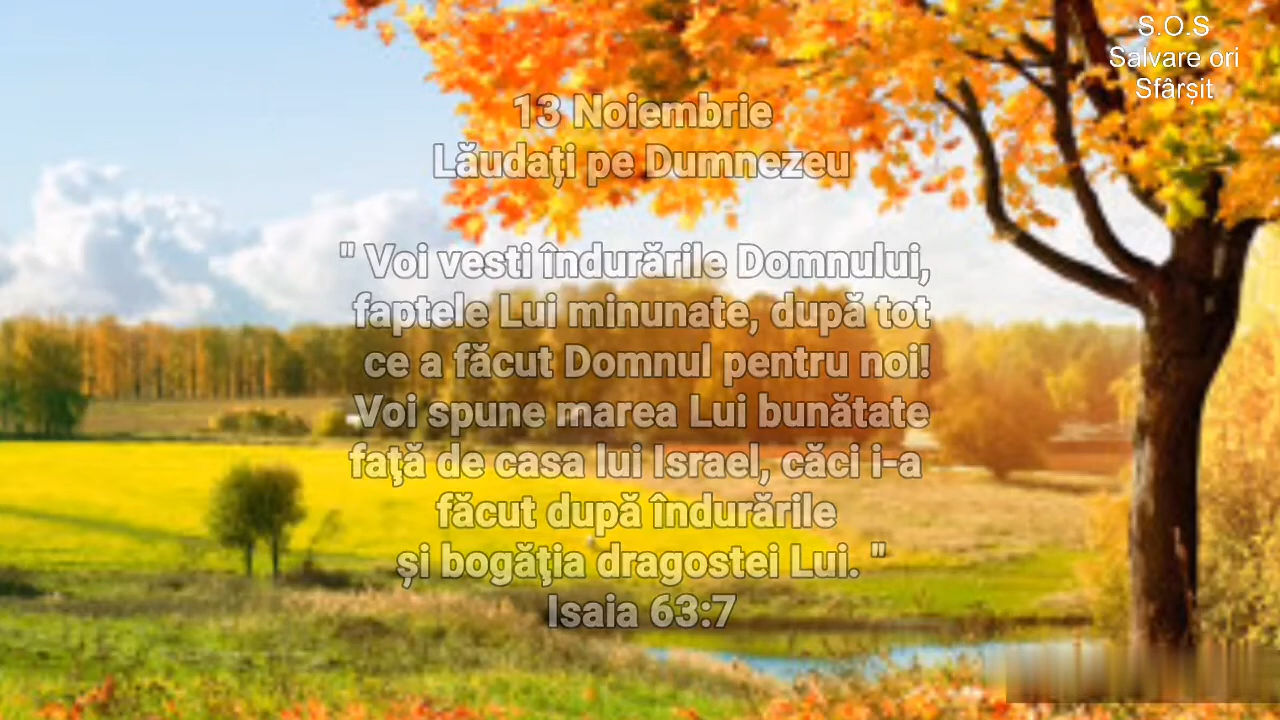 S.O.S
Salvare ori
Sfârșit
13 Noiembrie
Lăudați pe Dumnezeu
" Voi vesti îndurările Domnului,
faptele Lui minunate, după tot
ce a făcut Domnul pentru noi!
Voi spune marea Lui bunătate
faţă de casa lui Israel, căci i-a
făcut după îndurările
și bogăţia dragostei Lui. "
Isaia 63:7